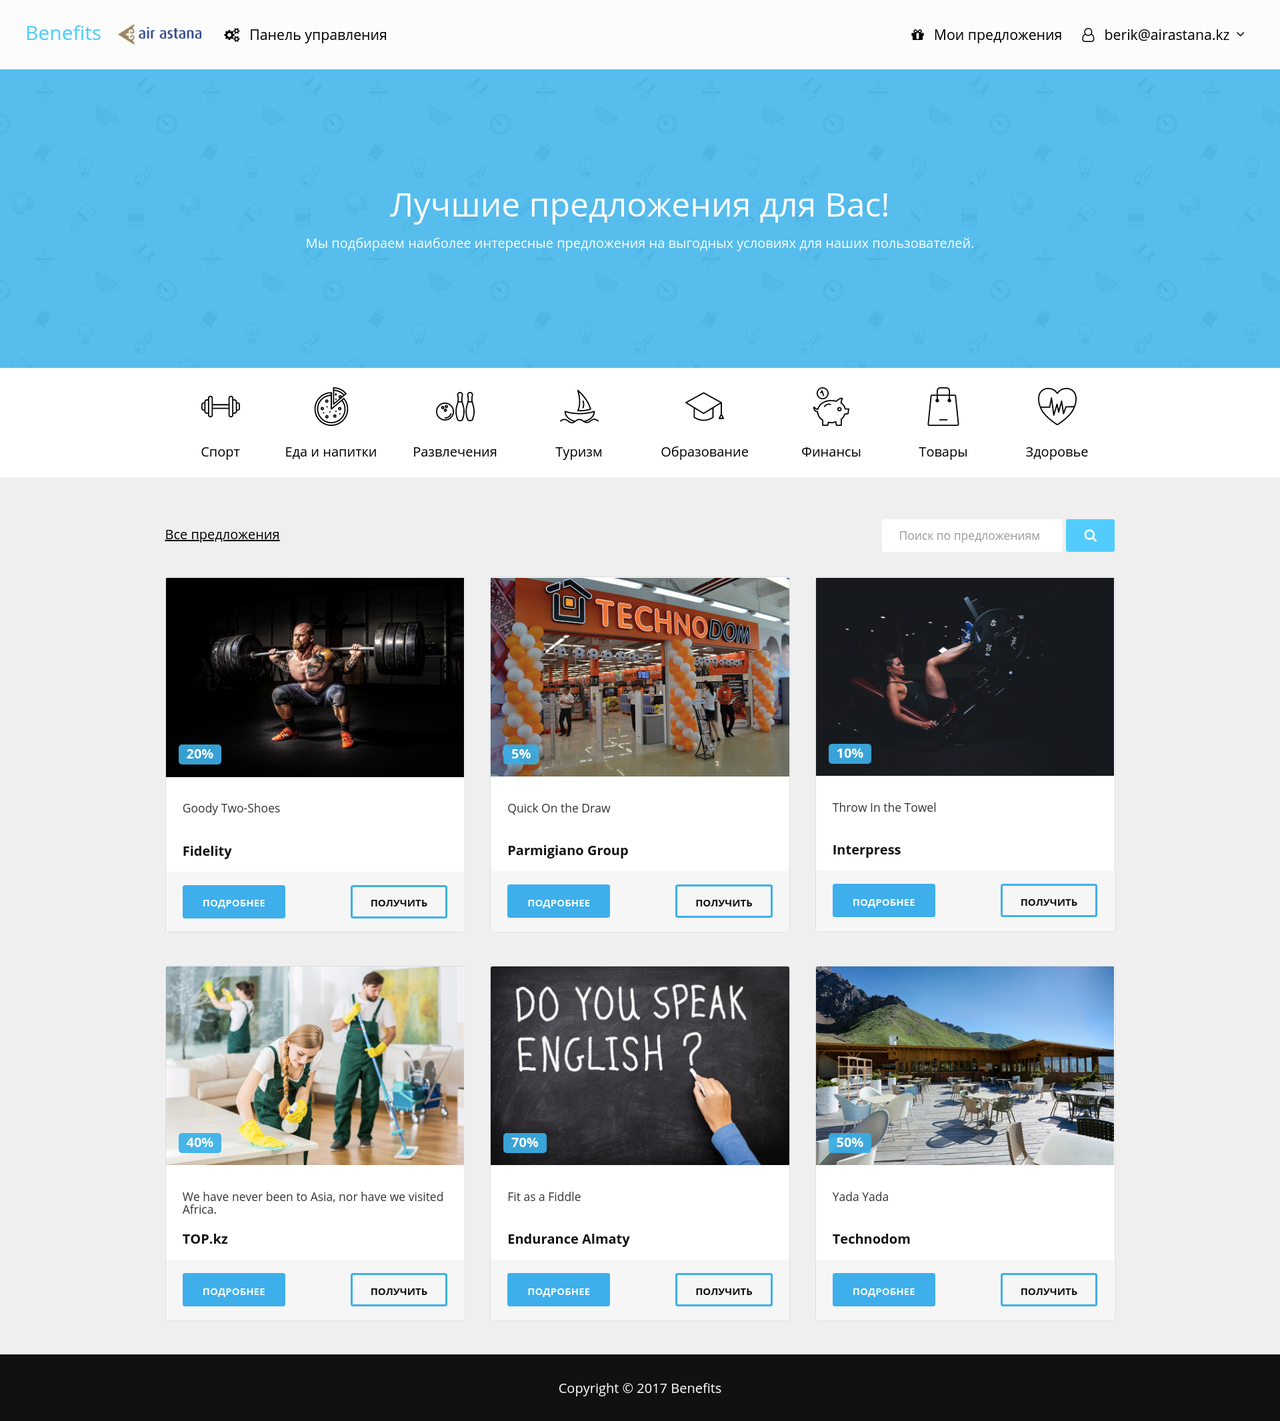 Benefits
air astana
Панель управления
Мои предложения
berik@airastana.kz
Лучшие предложения для Вас!
Мы подбираем наиболее интересные предложения на выгодных условиях для наших пользователей.
Спорт
Еда и напитки
Развлечения
Туризм
Образование
Финансы
Товары
Здоровье
Все предложения
Поиск по предложениям
20%
TECHNODOM
5%
45
20.4
10%
Goody Two-Shoes
Quick On the Draw
Throw In the Towel
Fidelity
Parmigiano Group
Interpress
ПОДРОБНЕЕ
ПОЛУЧИТЬ
ПОДРОБНЕЕ
ПОЛУЧИТЬ
ПОДРОБНЕЕ
ПОЛУЧИТЬ
40%
DO YOU SPEAK
ENGLISH ?
70%
50%
We have never been to Asia, nor have we visited
Africa.
Fit as a Fiddle
Yada Yada
TOP.kz
Endurance Almaty
Technodom
ПОДРОБНЕЕ
ПОЛУЧИТЬ
ПОДРОБНЕЕ
ПОЛУЧИТЬ
ПОДРОБНЕЕ
ПОЛУЧИТЬ
Copyright © 2017 Benefits